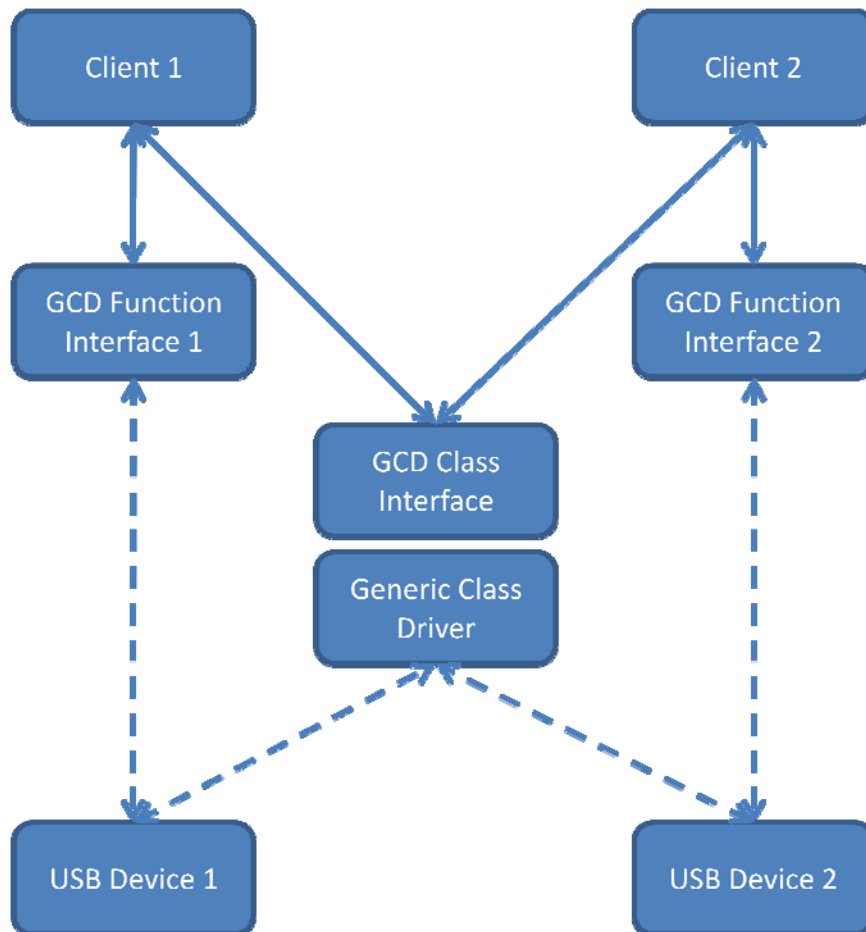 Client 1
Client 2
GCD Function
Interface 1
GCD Function
Interface 2
GCD Class
Interface
Generic Class
Driver
USB Device 1
USB Device 2